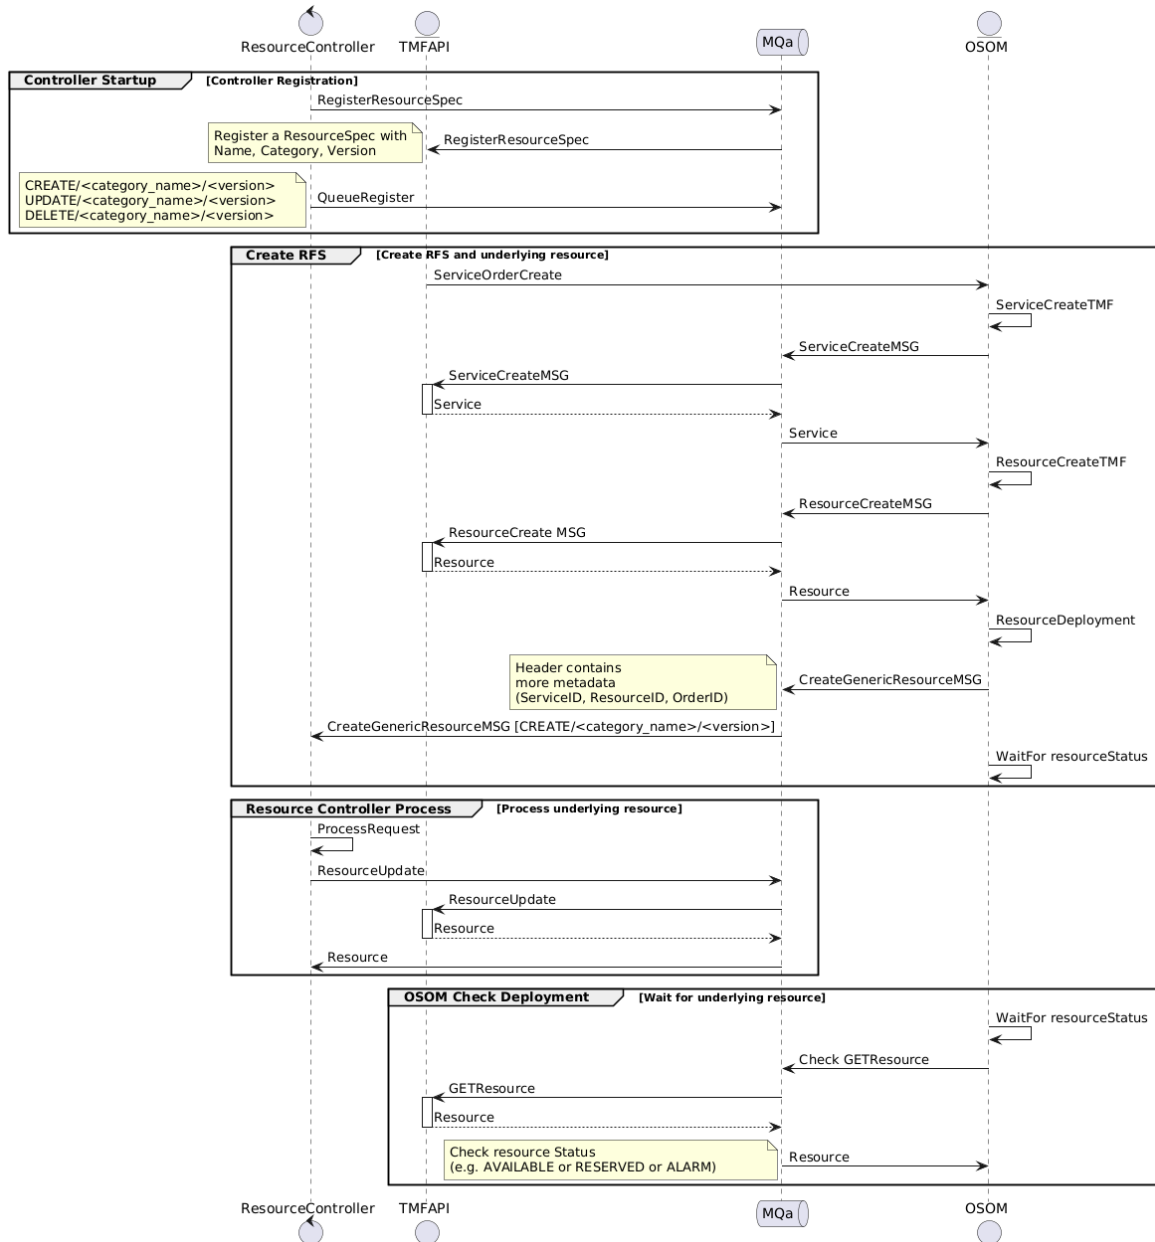 ResourceController
TMFAPI
MQa
OSOM
Controller Startup
[Controller Registration]
RegisterResourceSpec
Register a ResourceSpec with
Name, Category, Version
RegisterResourceSpec
CREATE/<category_name>/<version>
UPDATE/<category_name>/<version>
DELETE/<category_name>/<version>
QueueRegister
Create RFS
[Create RFS and underlying resource]
ServiceOrderCreate
ServiceCreateTMF
ServiceCreateMSG
ServiceCreateMSG
Service
Service
ResourceCreateTMF
ResourceCreateMSG
ResourceCreate MSG
Resource
Resource
ResourceDeployment
Header contains
more metadata
(ServiceID, ResourceID, OrderID)
CreateGenericResourceMSG
CreateGenericResourceMSG [CREATE/<category_name>/<version>]
WaitFor resourceStatus
Resource Controller Process
[Process underlying resource]
ProcessRequest
ResourceUpdate
ResourceUpdate
Resource
Resource
OSOM Check Deployment
[Wait for underlying resource]
WaitFor resourceStatus
Check GETResource
GETResource
Resource
Check resource Status
(e.g. AVAILABLE or RESERVED or ALARM)
Resource
ResourceController
TMFAPI
MQa
OSOM